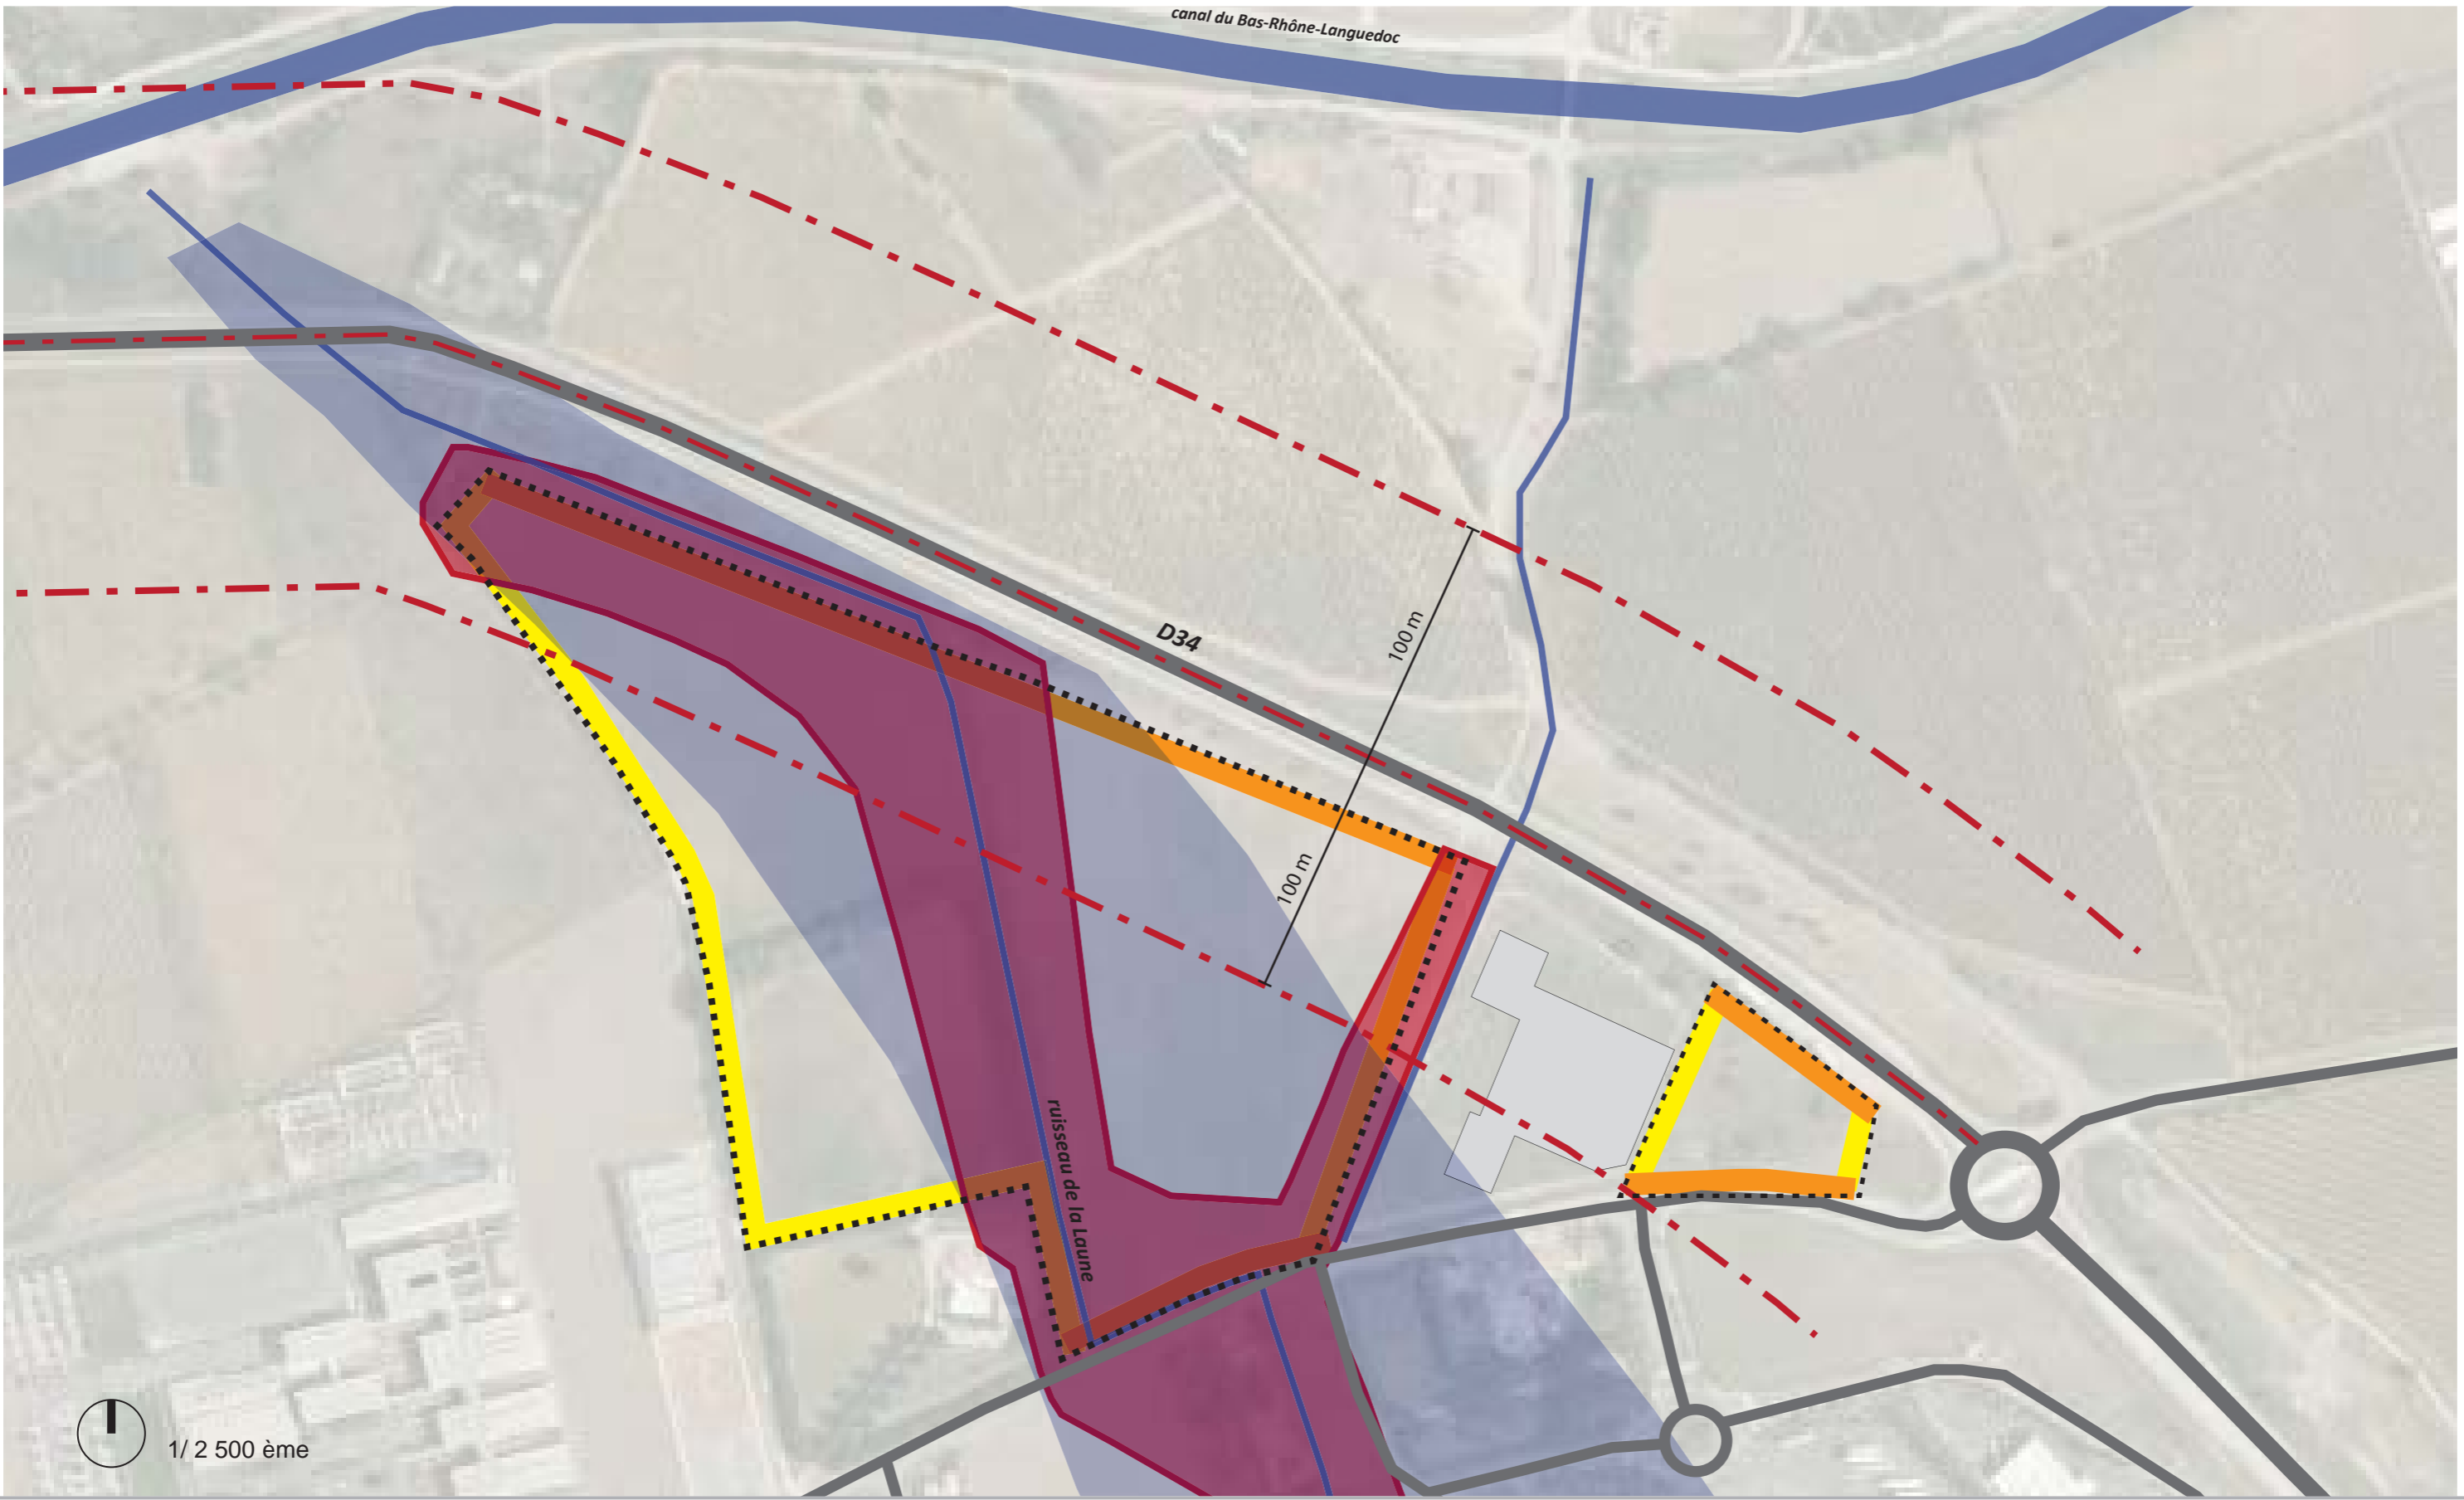 canal du Bas-Rhône-Languedoc
D34
100 m
100 m
ruisseau de la Laune
1/ 2 500 ème